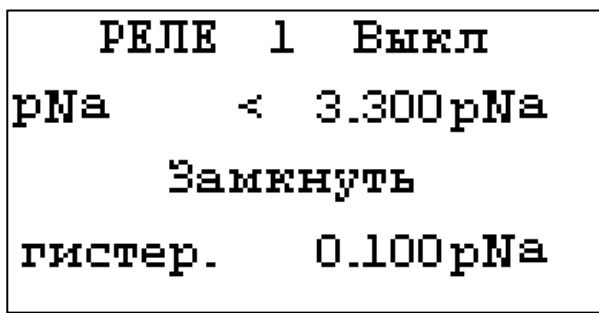 РЕЛЕ 1 Выкл
pNa < 3.300pNa
Замкнуть
гистер. 0.100pNa